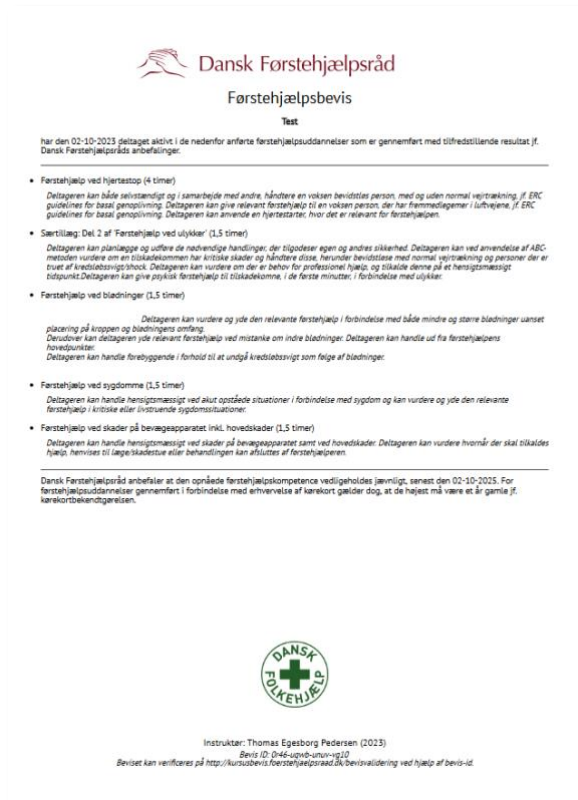 Dansk Førstehjælpsråd
Førstehjælpsbevis
Test
har den 02-10-2023 deltaget aktivt i de nedenfor anførte førstehjælpsuddannelser som er gennemført med tilfredstillende resultat jf.
Dansk Førstehjælpsråds anbefalinger.
• Førstehjælp ved hjertestop (4 timer)
Deltageren kan både selvstændigt og i samarbejde med andre, håndtere en voksen bevidstløs person, med og uden normal vejrtrækning, jf. ERC
guidelines for basal genoplivning. Deltageren kan give relevant førstehjælp til en voksen person, der har fremmedlegemer i luftvejene, jf. ERC
guidelines for basal genoplivning. Deltageren kan anvende en hjertestarter, hvor det er relevant for førstehjælpen.
• Særtillæg: Del 2 af 'Førstehjælp ved ulykker' (1,5 timer)
Deltageren kan planlægge og udføre de nødvendige handlinger, der tilgodeser egen og andres sikkerhed. Deltageren kan ved anvendelse af ABC-
metoden vurdere om en tilskadekommen har kritiske skader og håndtere disse, herunder bevidstløse med normal vejrtrækning og personer der er
truet af kredsløbssvigt/shock. Deltageren kan vurdere om der er behov for professionel hjælp, og tilkalde denne på et hensigtsmæssigt
tidspunkt.Deltageren kan give psykisk førstehjælp til tilskadekomne, i de første minutter, i forbindelse med ulykker.
• Førstehjælp ved blødninger (1,5 timer)
Deltageren kan vurdere og yde den relevante førstehjælp i forbindelse med både mindre og større blødninger uanset
placering på kroppen og blødningens omfang.
Derudover kan deltageren yde relevant førstehjælp ved mistanke om indre blødninger. Deltageren kan handle ud fra førstehjælpens
hovedpunkter.
Deltageren kan handle forebyggende i forhold til at undgå kredsløbssvigt som følge af blødninger.
• Førstehjælp ved sygdomme (1,5 timer)
Deltageren kan handle hensigtsmæssigt ved akut opståede situationer i forbindelse med sygdom og kan vurdere og yde den relevante
førstehjælp i kritiske eller livstruende sygdomssituationer.
• Førstehjælp ved skader på bevægeapparatet inkl. hovedskader (1,5 timer)
Deltageren kan handle hensigtsmæssigt ved skader på bevægeapparatet samt ved hovedskader. Deltageren kan vurdere hvornår der skal tilkaldes
hjælp, henvises til læge/skadestue eller behandlingen kan afsluttes af førstehjælperen.
Dansk Førstehjælpsråd anbefaler at den opnåede førstehjælpskompetence vedligeholdes jævnligt, senest den 02-10-2025. For
førstehjælpsuddannelser gennemført i forbindelse med erhvervelse af kørekort gælder dog, at de højest må være et år gamle jf.
kørekortbekendtgørelsen.
DANSK
FOLKEHJÆLP
Instruktør: Thomas Egesborg Pedersen (2023)
Bevis ID: 0r46-uqwb-unuv-vg10
Beviset kan verificeres på http://kursusbevis.foerstehjaelpsraad.dk/bevisvalidering ved hjælp af bevis-id.